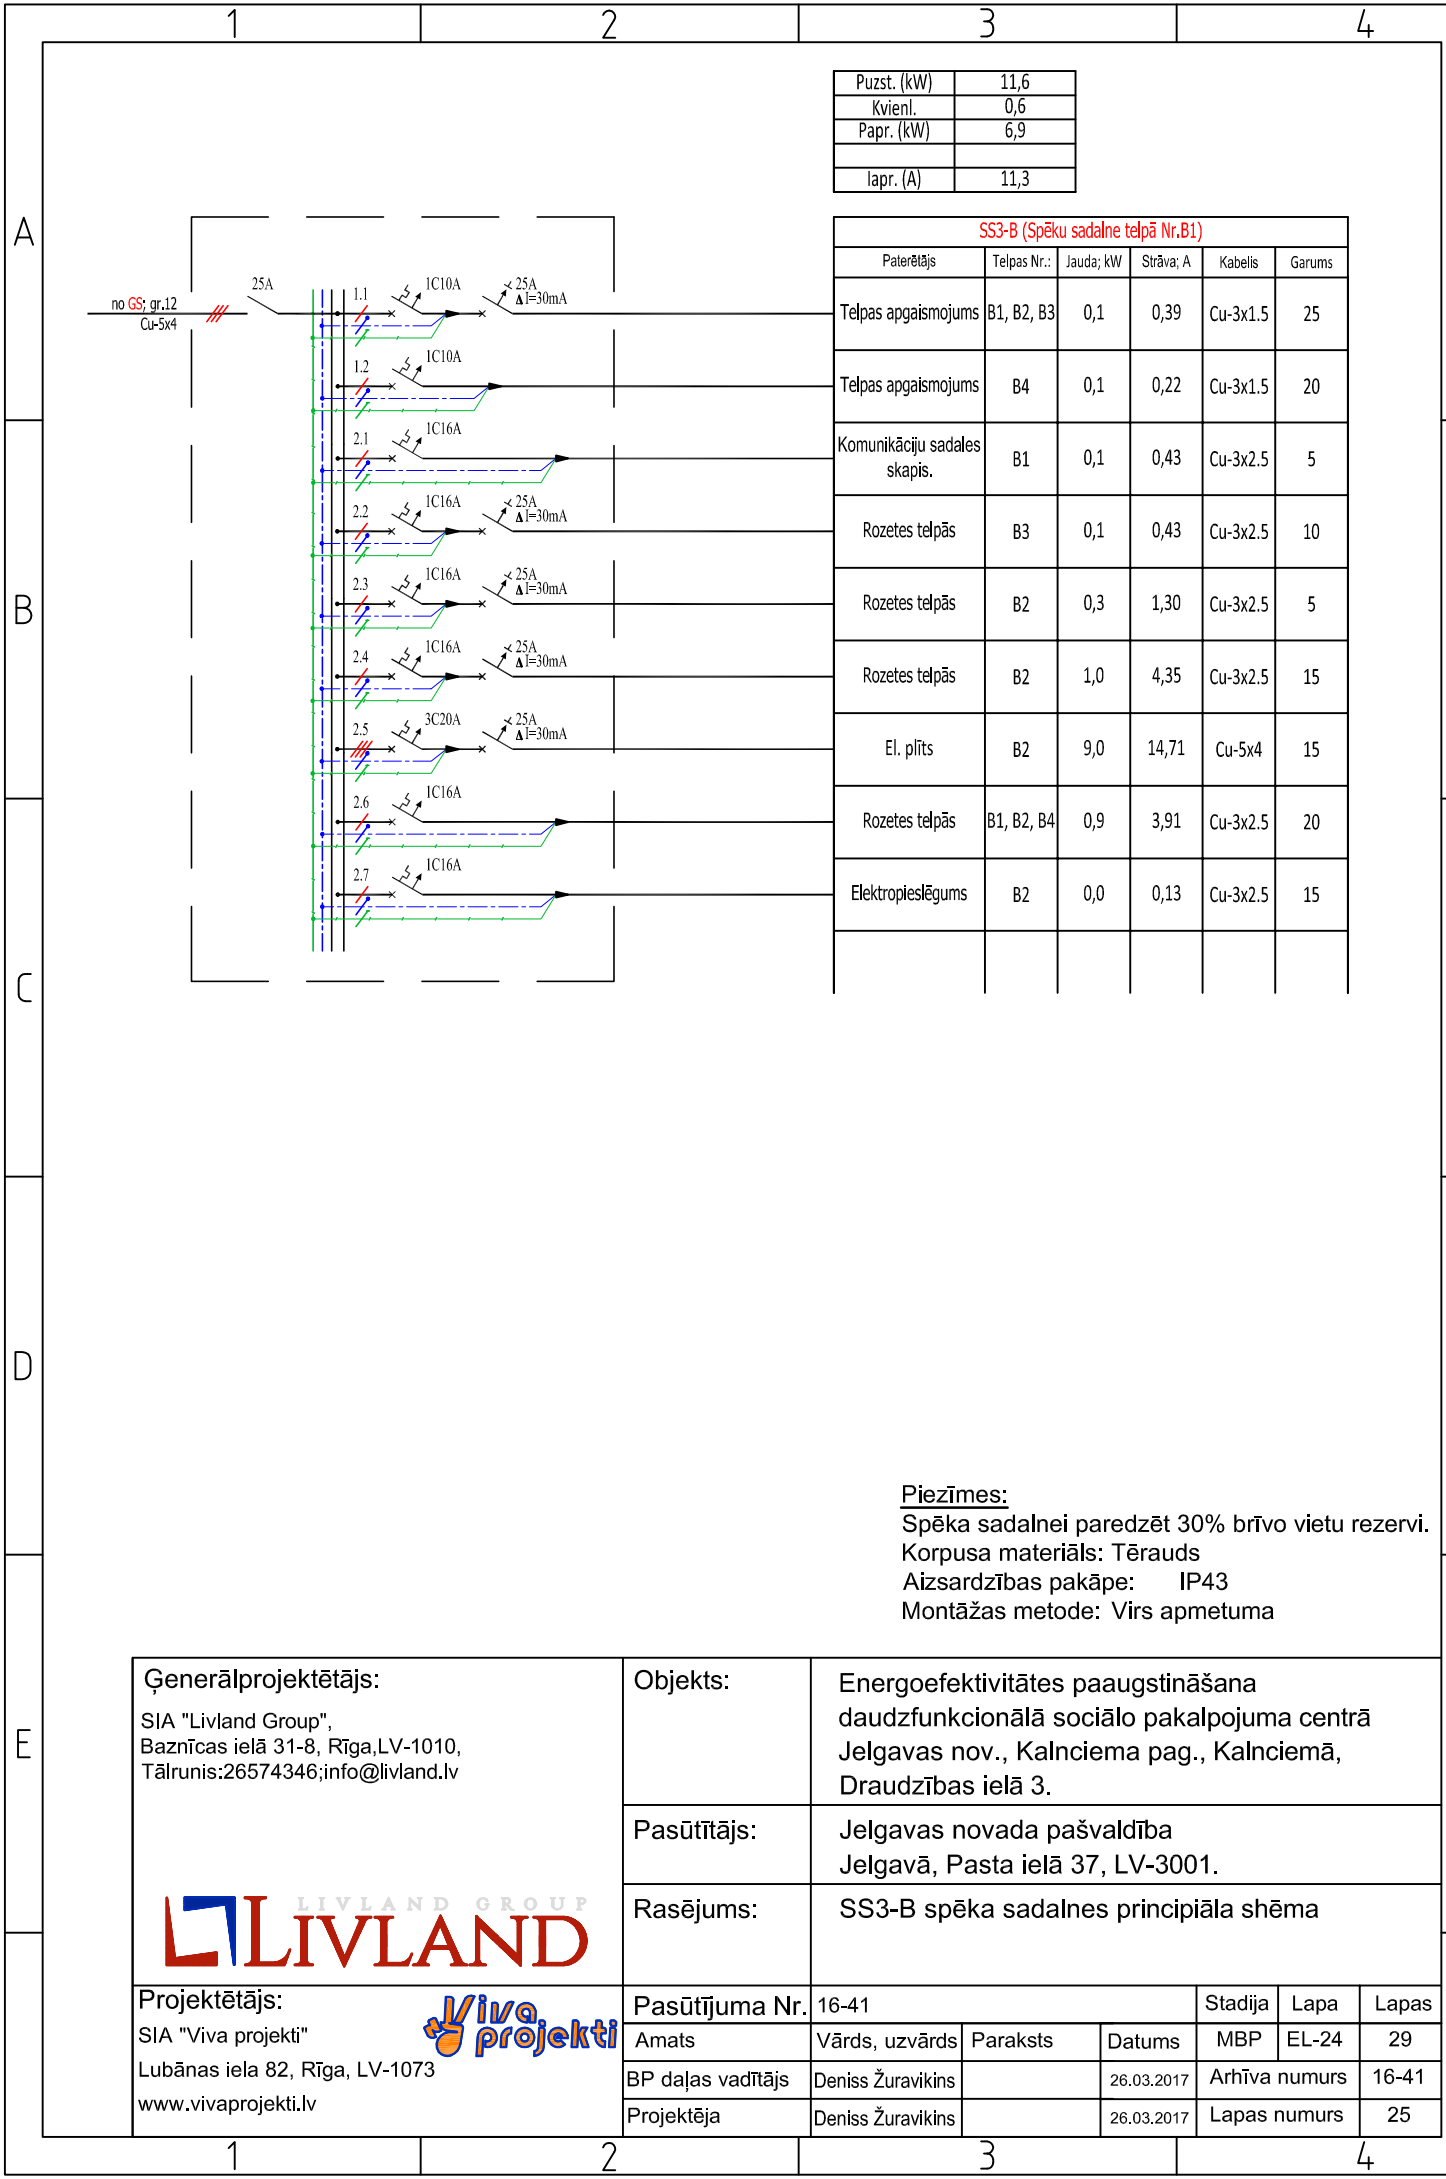 1 2 3 4
Puzst. (kW) 11,6
Kvienl. 0,6
Papr. (kW) 6,9
Iapr. (A) 11,3
A
B
C
D
E
SS3-B (Spēku sadalne telpā Nr.B1)
Paterētājs Telpas Nr.: Jauda; kW Strāva; A Kabelis Garums
no GS; gr.12
Cu-5x4
25A
1.1 1C10A 25A
Δ I=30mA
Telpas apgaismojums B1, B2, B3 0,1 0,39 Cu-3x1.5 25
1.2 1C10A
Telpas apgaismojums B4 0,1 0,22 Cu-3x1.5 20
2.1 1C16A
Komunikāciju sadales
skapis. B1 0,1 0,43 Cu-3x2.5 5
2.2 1C16A 25A
Δ I=30mA
Rozetes telpās B3 0,1 0,43 Cu-3x2.5 10
2.3 1C16A 25A
Δ I=30mA
Rozetes telpās B2 0,3 1,30 Cu-3x2.5 5
2.4 1C16A 25A
Δ I=30mA
Rozetes telpās B2 1,0 4,35 Cu-3x2.5 15
2.5 3C20A 25A
Δ I=30mA
El. plīts B2 9,0 14,71 Cu-5x4 15
2.6 1C16A
Rozetes telpās B1, B2, B4 0,9 3,91 Cu-3x2.5 20
2.7 1C16A
Elektropieslēgums B2 0,0 0,13 Cu-3x2.5 15
Piezīmes:
Spēka sadalnei paredzēt 30% brīvo vietu rezervi.
Korpusa materiāls: Tērauds
Aizsardzības pakāpe: IP43
Montāžas metode: Virs apmetuma
Ģenerālprojektētājs:
SIA "Livland Group",
Baznīcas ielā 31-8, Rīga,LV-1010,
Tālrunis:26574346;info@livland.lv
LIVLAND GROUP
LIVLAND
Objekts:
Energoefektivitātes paaugstināšana
daudzfunkcionālā sociālo pakalpojuma centrā
Jelgavas nov., Kalnciema pag., Kalnciemā,
Draudzības ielā 3.
Pasūtītājs:
Jelgavas novada pašvaldība
Jelgavā, Pasta ielā 37, LV-3001.
Rasējums: SS3-B spēka sadalnes principiāla shēma
Projektētājs:
SIA "Viva projekti"
Lubānas iela 82, Rīga, LV-1073
www.vivaprojekti.lv
Viva
projekti
Pasūtījuma Nr. 16-41 Stadija Lapa Lapas
Amats Vārds, uzvārds Paraksts Datums MBP EL-24 29
BP daļas vadītājs Deniss Žuravikins 26.03.2017 Arhīva numurs 16-41
Projektēja Deniss Žuravikins 26.03.2017 Lapas numurs 25
1 2 3 4